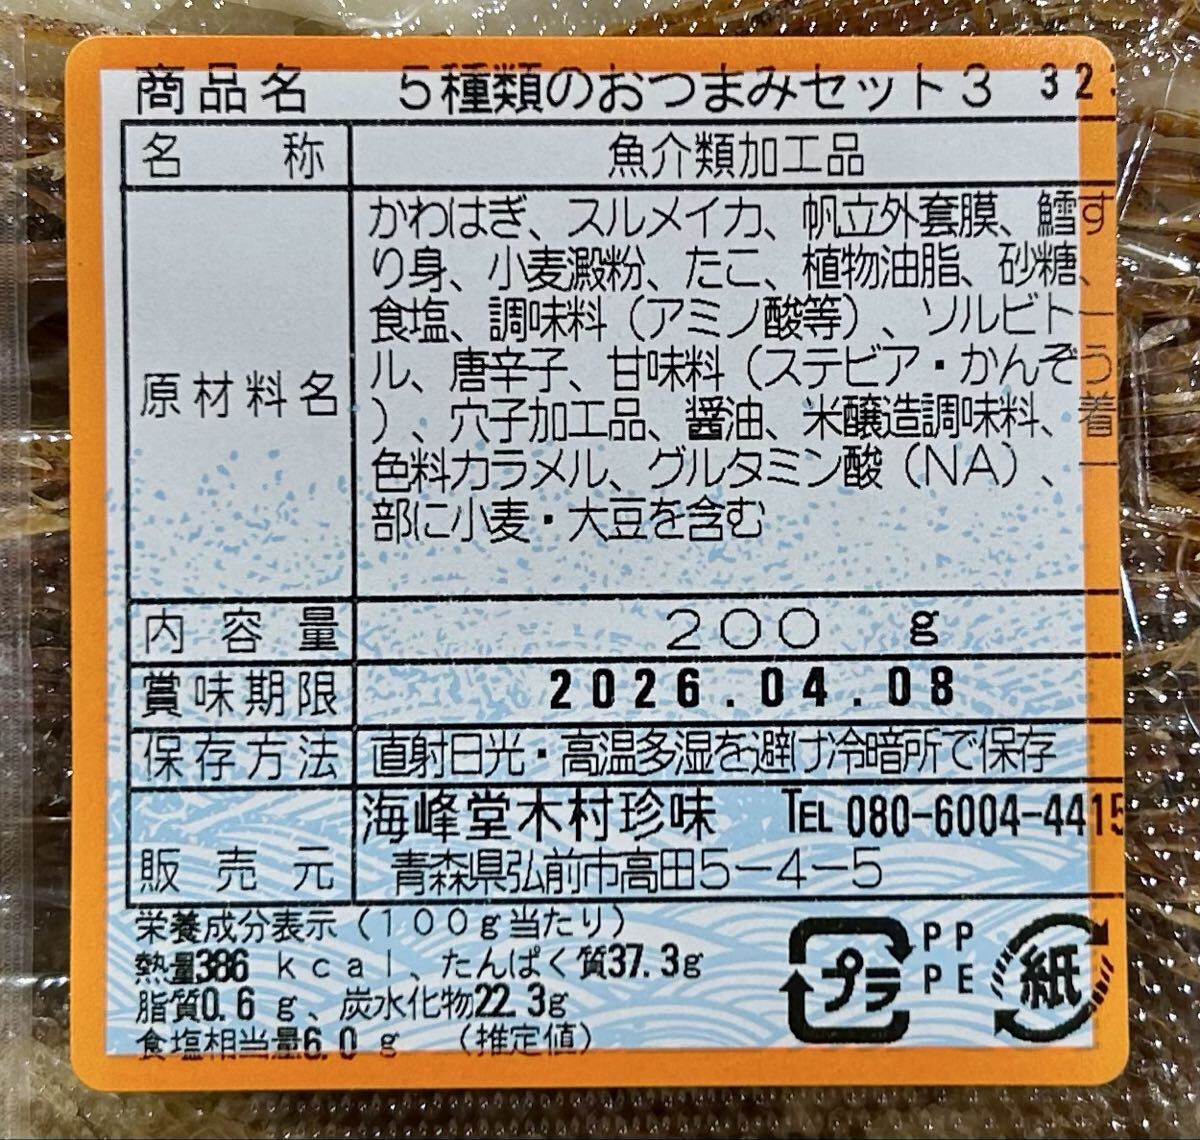 商品名 5種類のおつまみセット3 32
名称 魚介類加工品
原材料名 かわはぎ、スルメイカ、帆立外套膜、鱈す
り身、小麦澱粉、たこ、植物油脂、砂糖、
食塩、調味料(アミノ酸等)、ソルビトー
ル、唐辛子、甘味料(ステビア・かんぞう
)、穴子加工品、醤油、米醸造調味料、着
色料カラメル、グルタミン酸(NA)、一
部に小麦・大豆を含む
内容量 200 g
賞味期限 2026.04.08
保存方法 直射日光・高温多湿を避け冷暗所で保存
販売元 海峰堂木村珍味 TEL 080-6004-4415
青森県弘前市高田5-4-5
栄養成分表示(100g当たり)
熱量386 kcal、たんぱく質37.3g
脂質0.6g、炭水化物22.3g
食塩相当量6.0g (推定値)
プラ PP
PE
紙